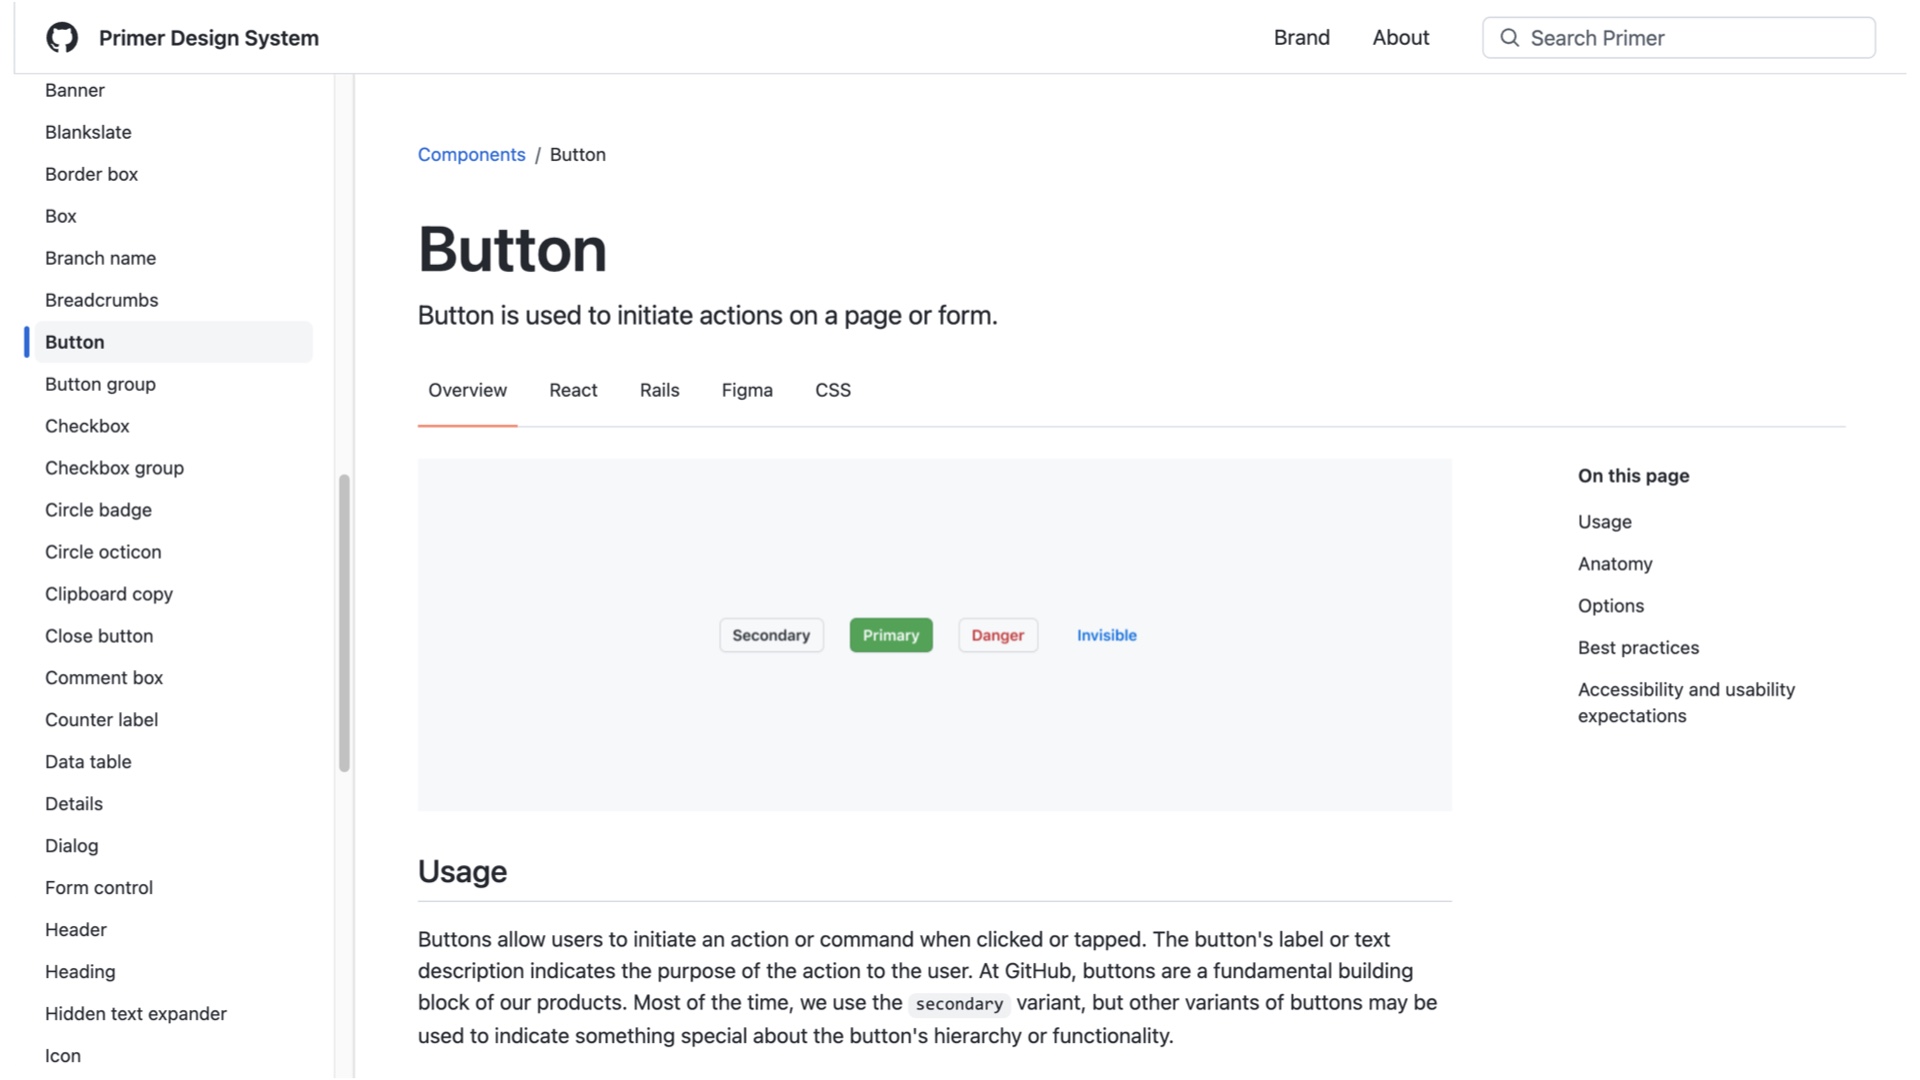 Primer Design System
Brand
About
Search Primer
Banner
Blankslate
Border box
Box
Branch name
Breadcrumbs
Button
Button group
Checkbox
Checkbox group
Circle badge
Circle octicon
Clipboard copy
Close button
Comment box
Counter label
Data table
Details
Dialog
Form control
Header
Heading
Hidden text expander
Icon
Components / Button
Button
Button is used to initiate actions on a page or form.
Overview
React
Rails
Figma
CSS
Secondary
Primary
Danger
Invisible
Usage
Buttons allow users to initiate an action or command when clicked or tapped. The button's label or text
description indicates the purpose of the action to the user. At GitHub, buttons are a fundamental building
block of our products. Most of the time, we use the secondary variant, but other variants of buttons may be
used to indicate something special about the button's hierarchy or functionality.
On this page
Usage
Anatomy
Options
Best practices
Accessibility and usability
expectations